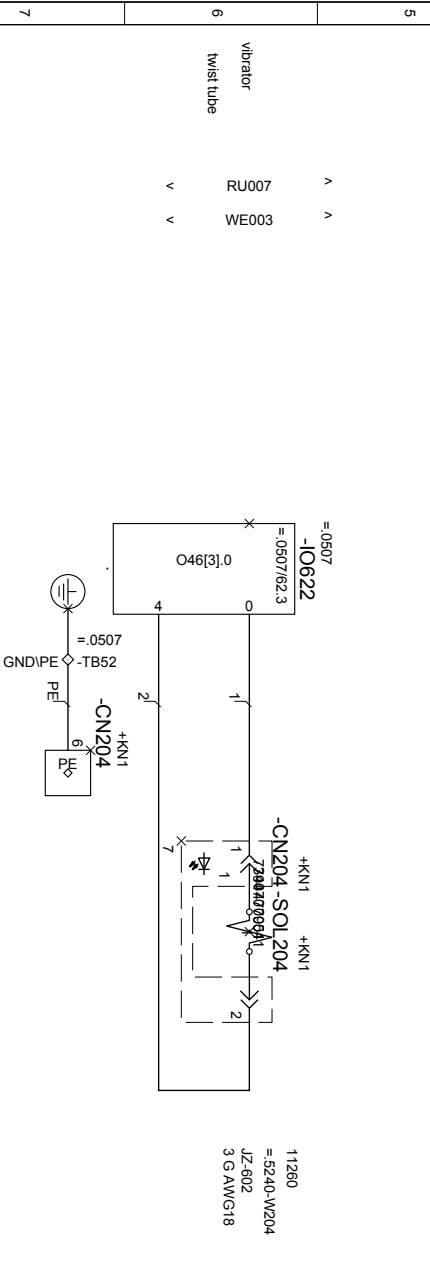 7
6
5
vibrator
twist tube
< RU007 >
< WE003 >
=.0507
-IO622
=.0507/62.3
O46[3].0
4
0
=.0507
GND\PE
-TB52
PE
2
1
+KN1
-CN204
6
PE
+KN1
+KN1
-CN204
-SOL204
7
1
1
2
11260
=.5240-W204
JZ-602
3 G AWG18